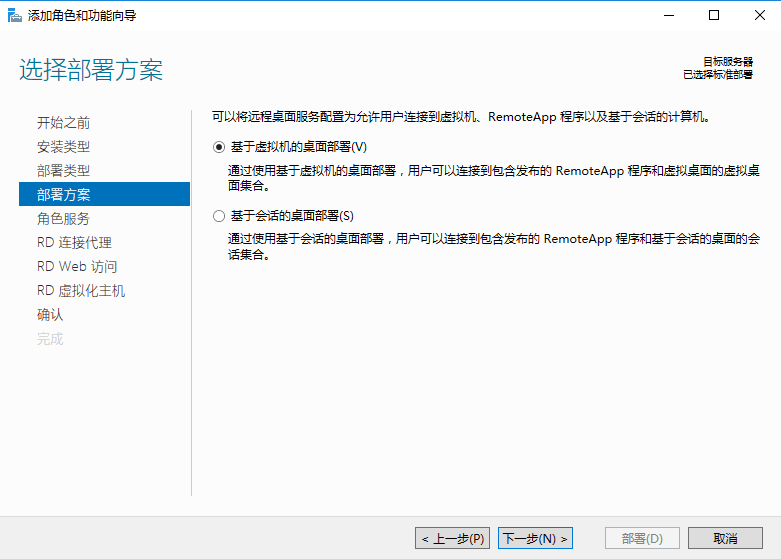 添加角色和功能向导
选择部署方案
目标服务器
已选择标准部署
开始之前
安装类型
部署类型
部署方案
角色服务
RD 连接代理
RD Web 访问
RD 虚拟化主机
确认
完成
可以将远程桌面服务配置为允许用户连接到虚拟机、RemoteApp 程序以及基于会话的计算机。
基于虚拟机的桌面部署(V)
通过使用基于虚拟机的桌面部署，用户可以连接到包含发布的 RemoteApp 程序和虚拟桌面的虚拟桌
面集合。
基于会话的桌面部署(S)
通过使用基于会话的桌面部署，用户可以连接到包含发布的 RemoteApp 程序和基于会话的桌面的会
话集合。
< 上一步(P)
下一步(N) >
部署(D)
取消